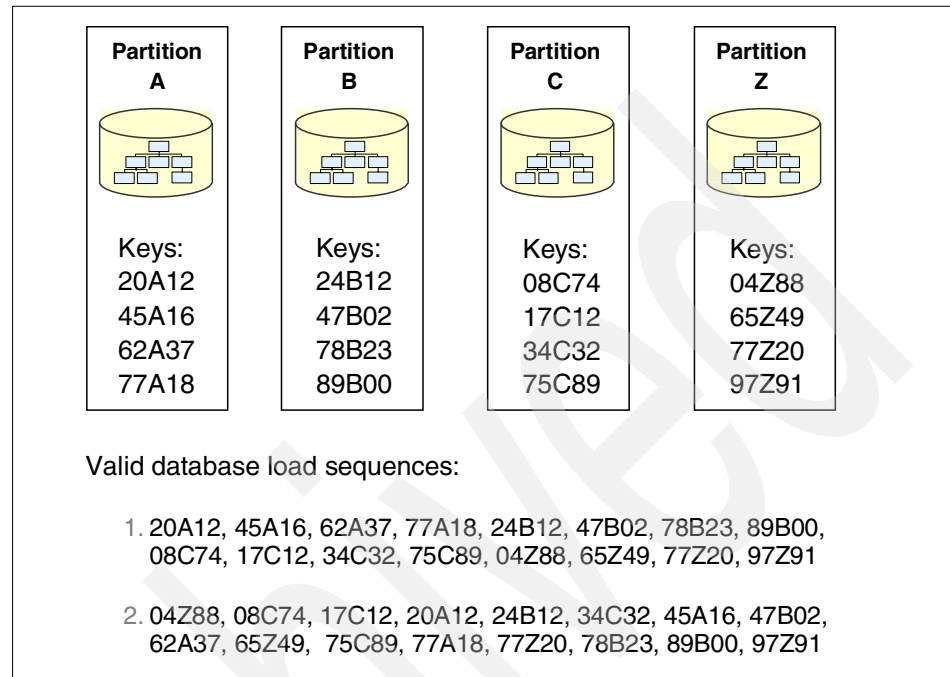 Partition
A
Keys:
20A12
45A16
62A37
77A18
Partition
B
Keys:
24B12
47B02
78B23
89B00
Partition
C
Keys:
08C74
17C12
34C32
75C89
Partition
Z
Keys:
04Z88
65Z49
77Z20
97Z91
Valid database load sequences:
1. 20A12, 45A16, 62A37, 77A18, 24B12, 47B02, 78B23, 89B00,
08C74, 17C12, 34C32, 75C89, 04Z88, 65Z49, 77Z20, 97Z91
2. 04Z88, 08C74, 17C12, 20A12, 24B12, 34C32, 45A16, 47B02,
62A37, 65Z49, 75C89, 77A18, 77Z20, 78B23, 89B00, 97Z91